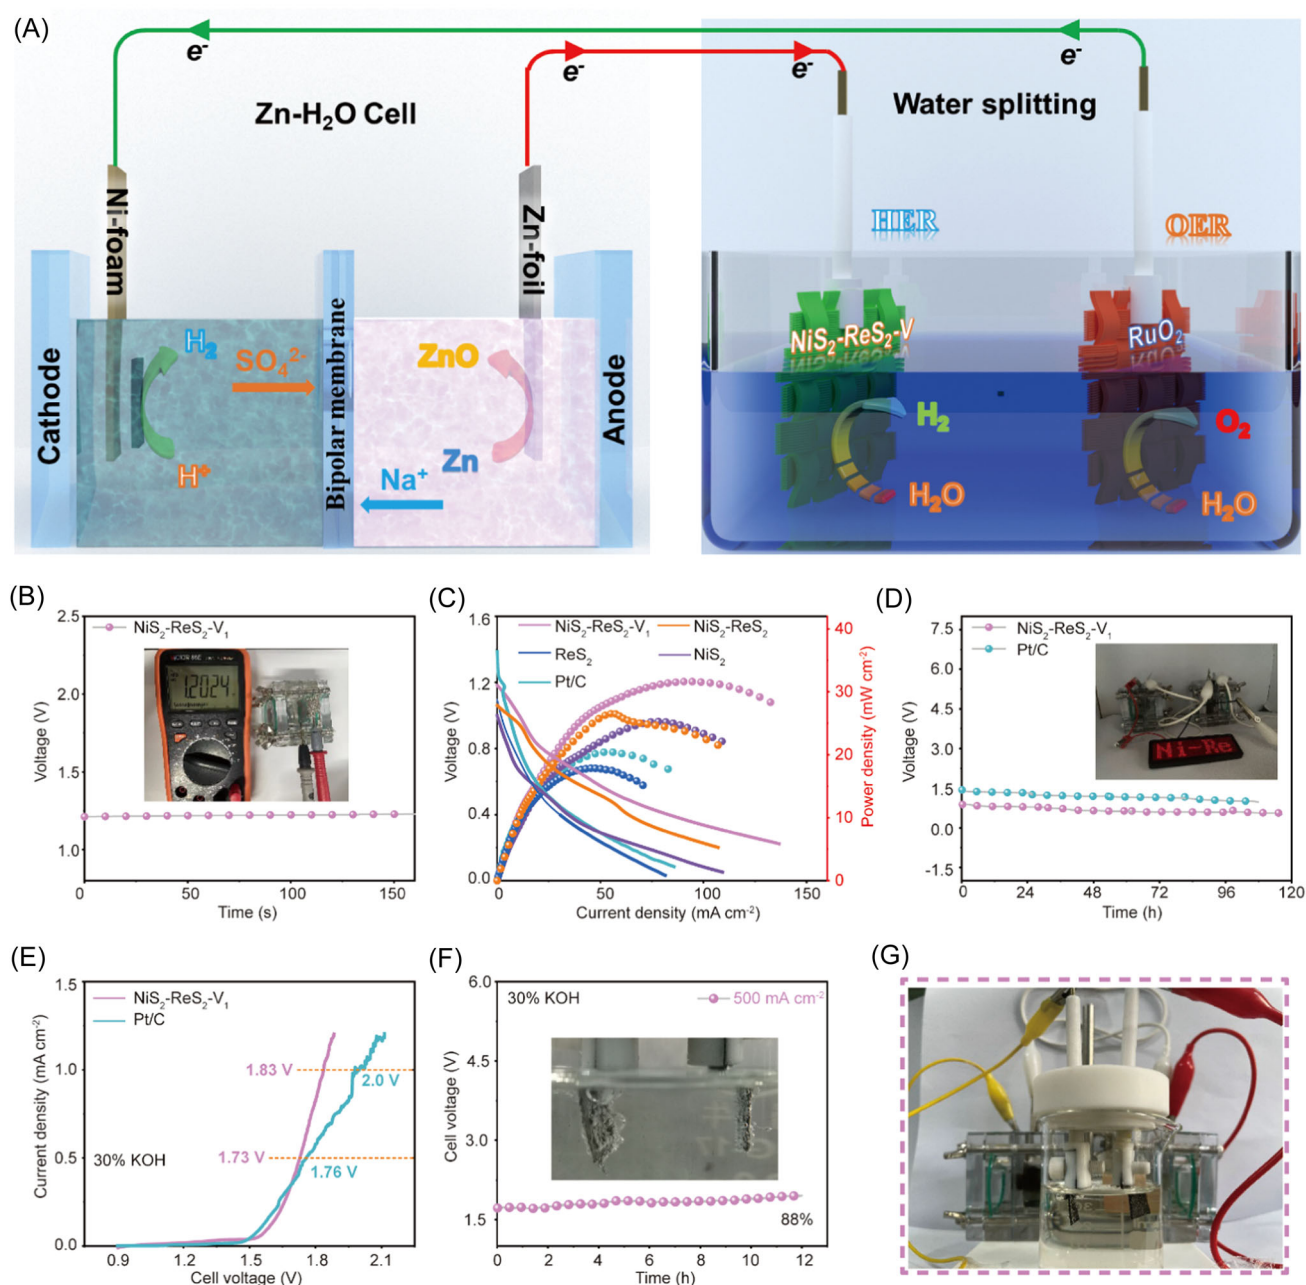 (A)
e⁻
e⁻
e⁻
e⁻
Zn-H₂O Cell
Water splitting
Ni-foam
Zn-foil
HER
OER
Cathode
H₂
SO₄²⁻
H⁺
Bipolar membrane
ZnO
Zn
Na⁺
Anode
NiS₂-ReS₂-V
RuO₂
H₂
O₂
H₂O
H₂O
(B)
2.5
2.0
1.5
1.0
Voltage (V)
NiS₂-ReS₂-V₁
1.2024
0
50
100
150
Time (s)
(C)
1.6
1.2
0.8
0.4
0.0
Voltage (V)
NiS₂-ReS₂-V₁
NiS₂-ReS₂
ReS₂
NiS₂
Pt/C
40
30
20
10
0
Power density (mW cm⁻²)
0
50
100
150
Current density (mA cm⁻²)
(D)
7.5
6.0
4.5
3.0
1.5
0.0
-1.5
Voltage (V)
NiS₂-ReS₂-V₁
Pt/C
Ni-Re
0
24
48
72
96
120
Time (h)
(E)
1.5
1.0
0.5
0.0
Current density (mA cm⁻²)
NiS₂-ReS₂-V₁
Pt/C
1.83 V
2.0 V
1.73 V
1.76 V
30% KOH
0.9
1.2
1.5
1.8
2.1
Cell voltage (V)
(F)
6.0
4.5
3.0
1.5
Cell voltage (V)
30% KOH
500 mA cm⁻²
88%
0
2
4
6
8
10
12
Time (h)
(G)